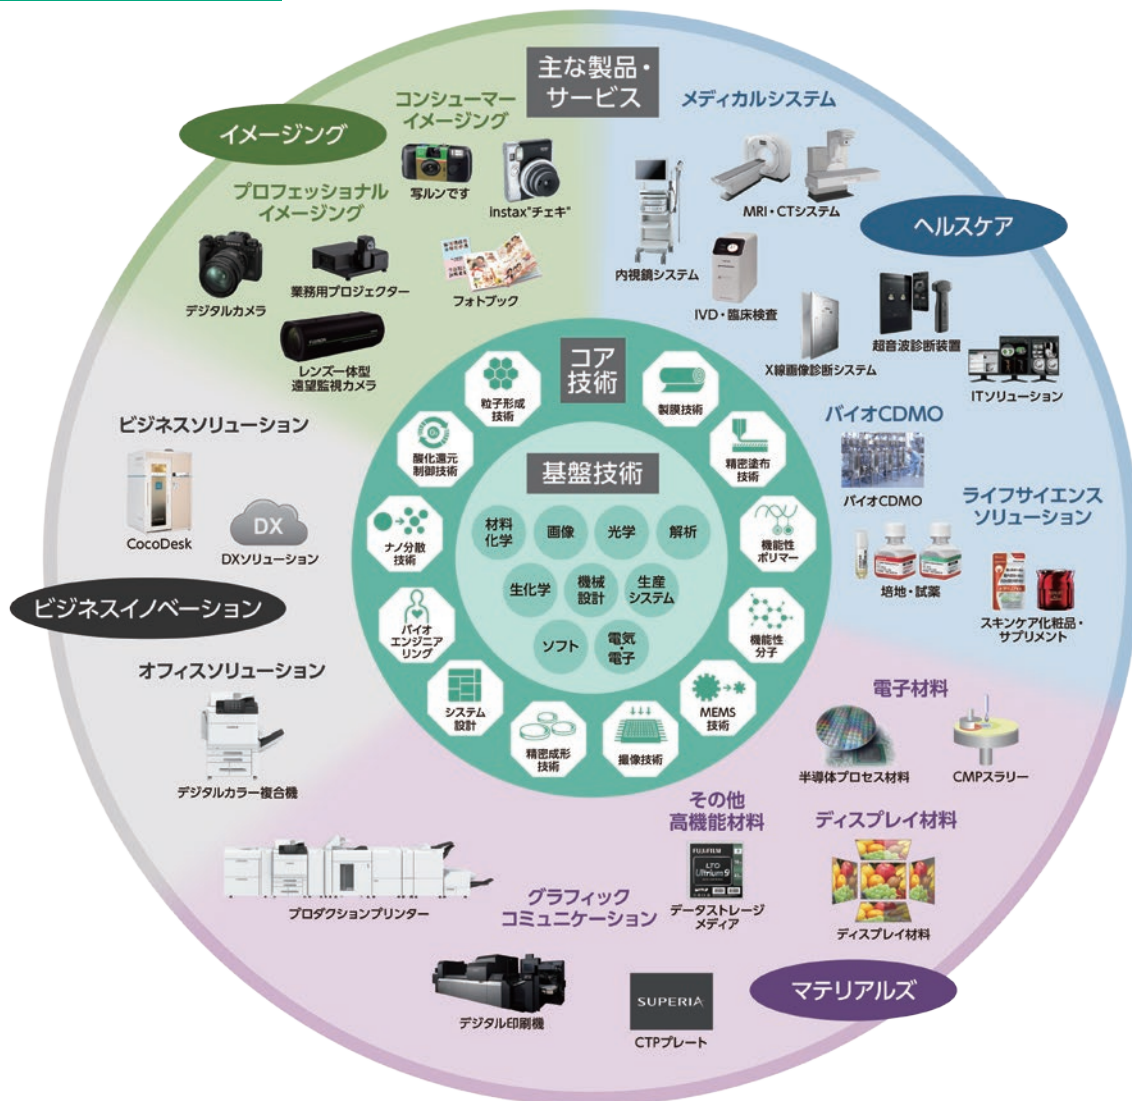 主な製品・
サービス
イメージング
コンシューマー
イメージング
写ルンです
instax"チェキ"
フォトブック
プロフェッショナル
イメージング
デジタルカメラ
業務用プロジェクター
レンズ一体型
遠望監視カメラ
ヘルスケア
メディカルシステム
内視鏡システム
MRI・CTシステム
IVD・臨床検査
X線画像診断システム
超音波診断装置
ITソリューション
バイオCDMO
バイオCDMO
培地・試薬
ライフサイエンス
ソリューション
スキンケア化粧品・
サプリメント
ビジネスイノベーション
ビジネスソリューション
CocoDesk
DX
DXソリューション
オフィスソリューション
デジタルカラー複合機
マテリアルズ
電子材料
半導体プロセス材料
CMPスラリー
ディスプレイ材料
ディスプレイ材料
その他
高機能材料
FUJIFILM
LTO
Ultrium9
データストレージ
メディア
グラフィック
コミュニケーション
プロダクションプリンター
デジタル印刷機
SUPERIA
CTPプレート
コア
技術
粒子形成
技術
製膜技術
精密塗布
技術
機能性
ポリマー
機能性
分子
MEMS
技術
撮像技術
精密成形
技術
システム
設計
バイオ
エンジニア
リング
ナノ分散
技術
酸化還元
制御技術
基盤技術
材料
化学
画像
光学
解析
生化学
機械
設計
生産
システム
ソフト
電気
・
電子